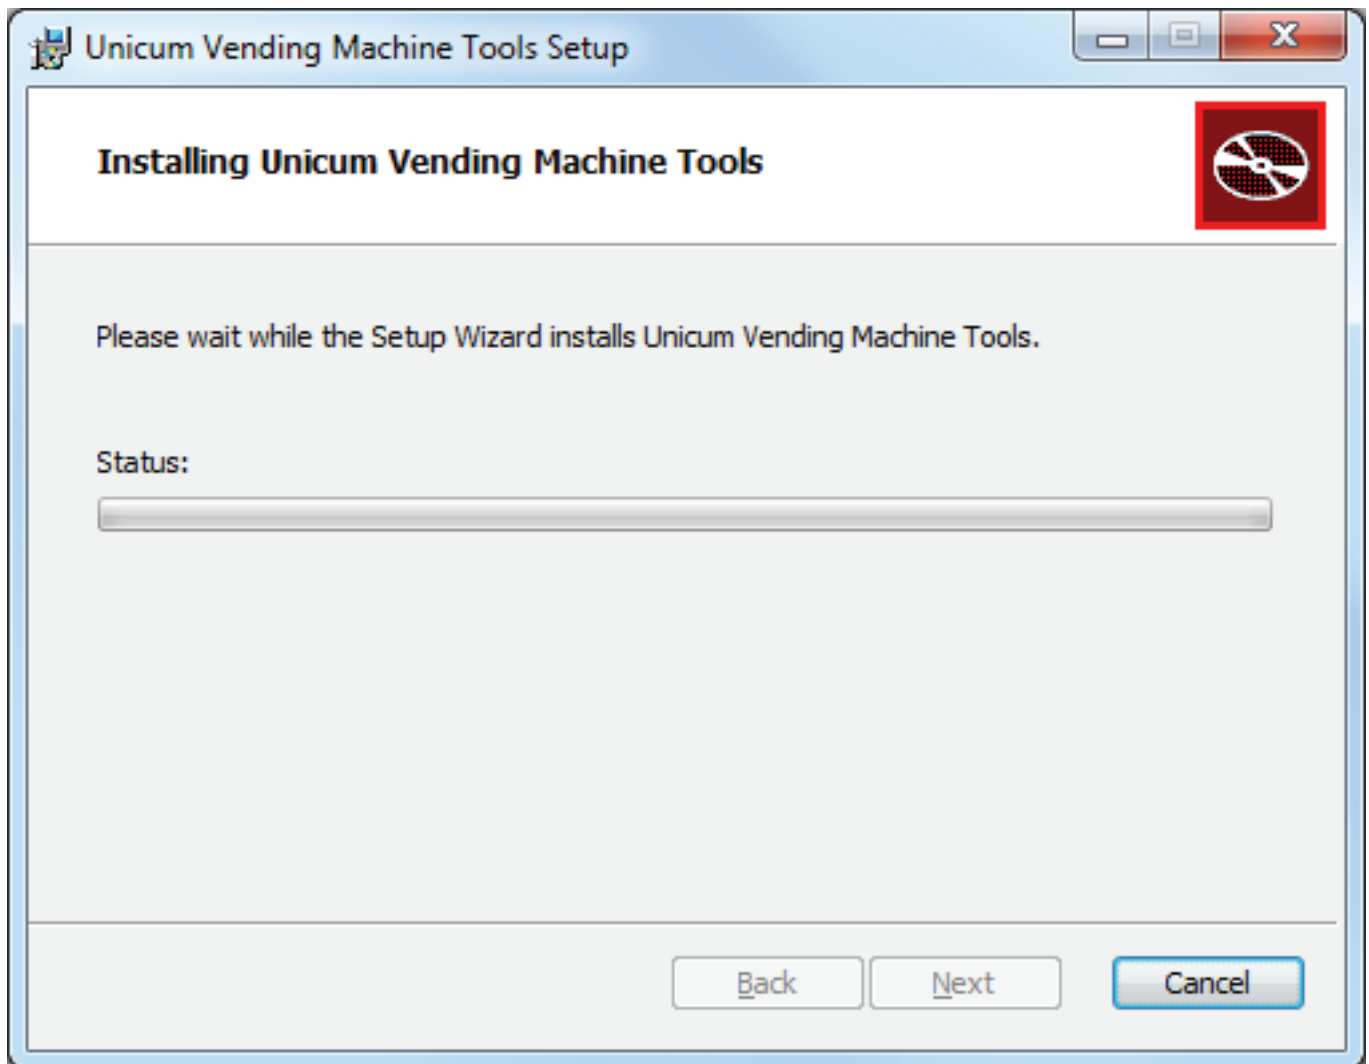 Unicum Vending Machine Tools Setup
Installing Unicum Vending Machine Tools
Please wait while the Setup Wizard installs Unicum Vending Machine Tools.
Status:
Back Next Cancel